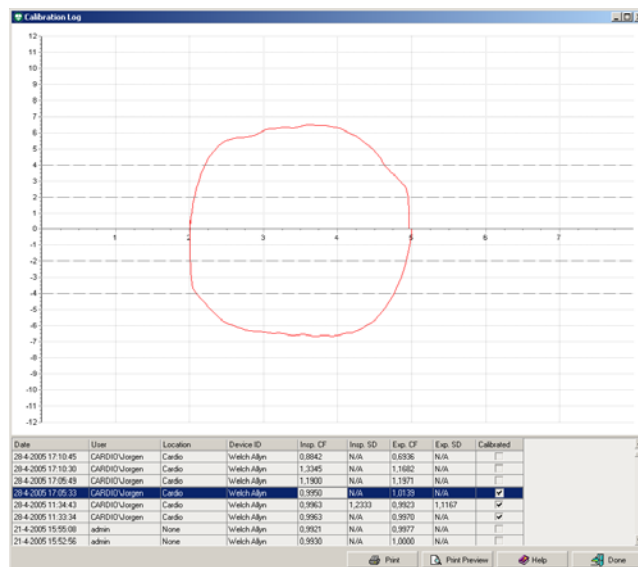 Calibration Log
12
11
10
9
8
7
6
5
4
3
2
1
0
1 2 3 4 5 6 7
-1
-2
-3
-4
-5
-6
-7
-8
-9
-10
-11
-12
Date User Location Device ID Insp. CF Insp. SD Exp. CF Exp. SD Calibrated
28-4-2005 17:10:45 CARDIO\Jorgen Cardio Welch Allyn 0,8842 N/A 0,6936 N/A
28-4-2005 17:10:30 CARDIO\Jorgen Cardio Welch Allyn 1,3345 N/A 1,1682 N/A
28-4-2005 17:05:49 CARDIO\Jorgen Cardio Welch Allyn 1,1900 N/A 1,1971 N/A
28-4-2005 17:05:33 CARDIO\Jorgen Cardio Welch Allyn 0,9950 N/A 1,0139 N/A
28-4-2005 11:34:43 CARDIO\Jorgen Cardio Welch Allyn 0,9963 1,2333 0,9923 1,1167
28-4-2005 11:33:34 CARDIO\Jorgen Cardio Welch Allyn 0,9963 N/A 0,9970 N/A
21-4-2005 15:55:08 admin None Welch Allyn 0,9921 N/A 0,9977 N/A
21-4-2005 15:52:56 admin None Welch Allyn 0,9930 N/A 1,0000 N/A
Print Print Preview Help Done